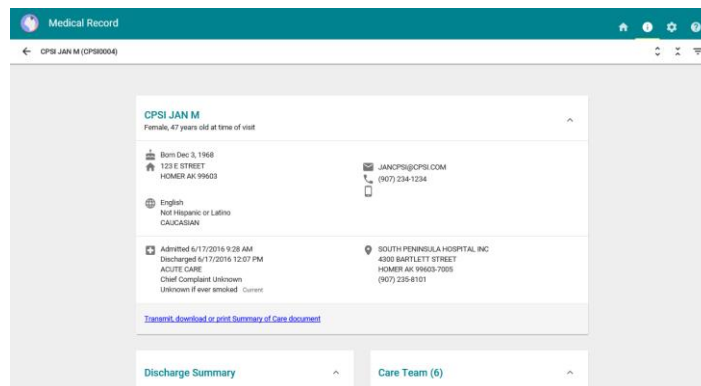 Medical Record
CPSI JAN M (CPSI0004)
CPSI JAN M
Female, 47 years old at time of visit
Born Dec 3, 1968
123 E STREET
HOMER AK 99603
JANCPSI@CPSI.COM
(907) 234-1234
English
Not Hispanic or Latino
CAUCASIAN
Admitted 6/17/2016 9:28 AM
Discharged 6/17/2016 12:07 PM
ACUTE CARE
Chief Complaint Unknown
Unknown if ever smoked Current
SOUTH PENINSULA HOSPITAL INC
4300 BARTLETT STREET
HOMER AK 99603-7005
(907) 235-8101
Transmit, download or print Summary of Care document
Discharge Summary
Care Team (6)